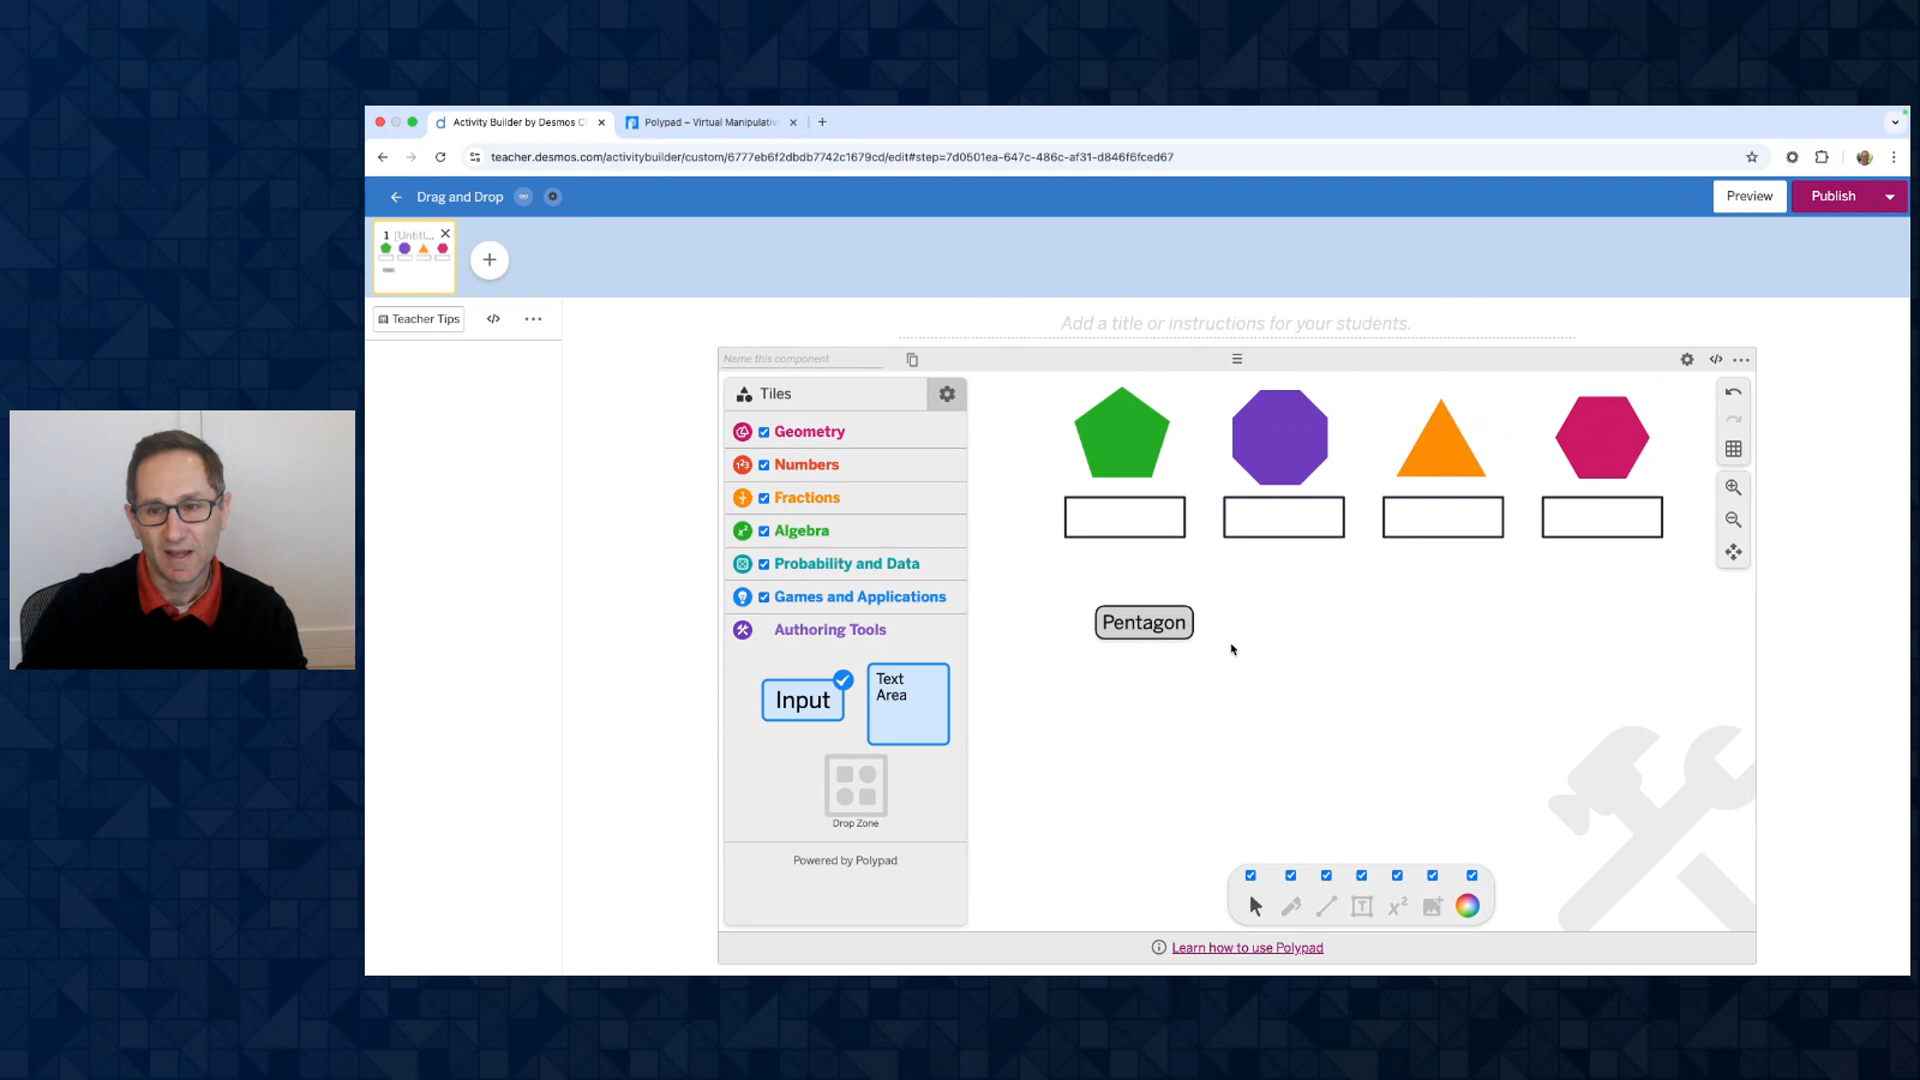 Activity Builder by Desmos C
Polypad – Virtual Manipulativ
teacher.desmos.com/activitybuilder/custom/6777eb6f2dbdb7742c1679cd/edit#step=7d0501ea-647c-486c-af31-d846f6fced67
Drag and Drop
Preview
Publish
1 [Untitl...
Teacher Tips
Add a title or instructions for your students.
Name this component
Tiles
Geometry
Numbers
Fractions
Algebra
Probability and Data
Games and Applications
Authoring Tools
Input
Text
Area
Drop Zone
Powered by Polypad
Pentagon
T
x²
Learn how to use Polypad